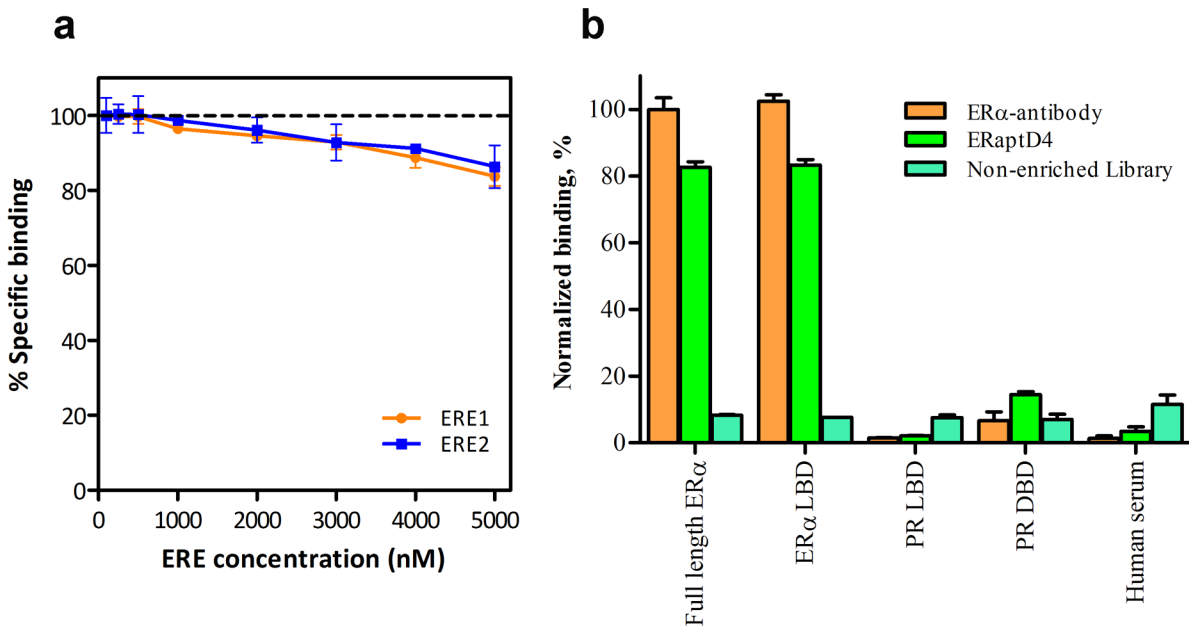 a
% Specific binding
100
80
60
40
20
0
0 1000 2000 3000 4000 5000
ERE concentration (nM)
ERE1
ERE2
b
Normalized binding, %
100
80
60
40
20
0
ERα-antibody
ERaptD4
Non-enriched Library
Full length ERα
ERα LBD
PR LBD
PR DBD
Human serum